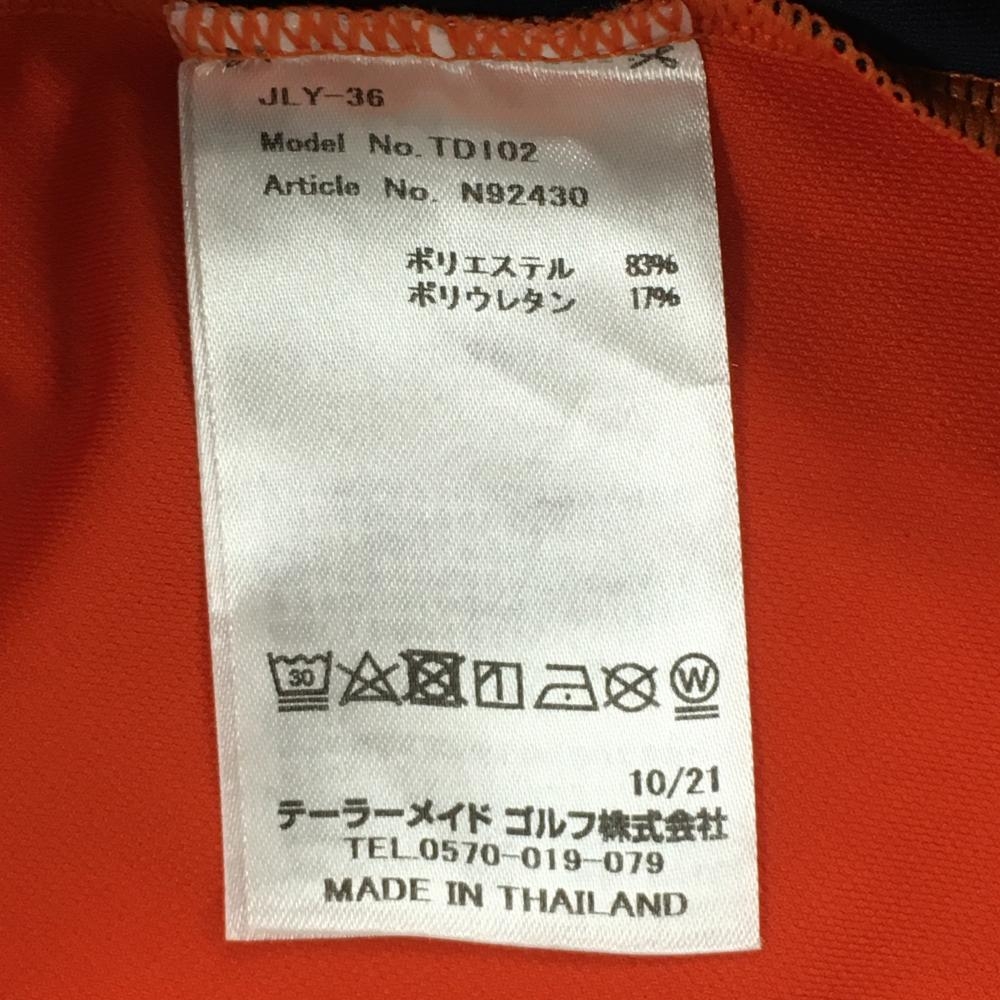 JLY-36
Model No. TD102
Article No. N92430
ポリエステル 83%
ポリウレタン 17%
30 W
10/21
テーラーメイド ゴルフ株式会社
TEL.0570-019-079
MADE IN THAILAND